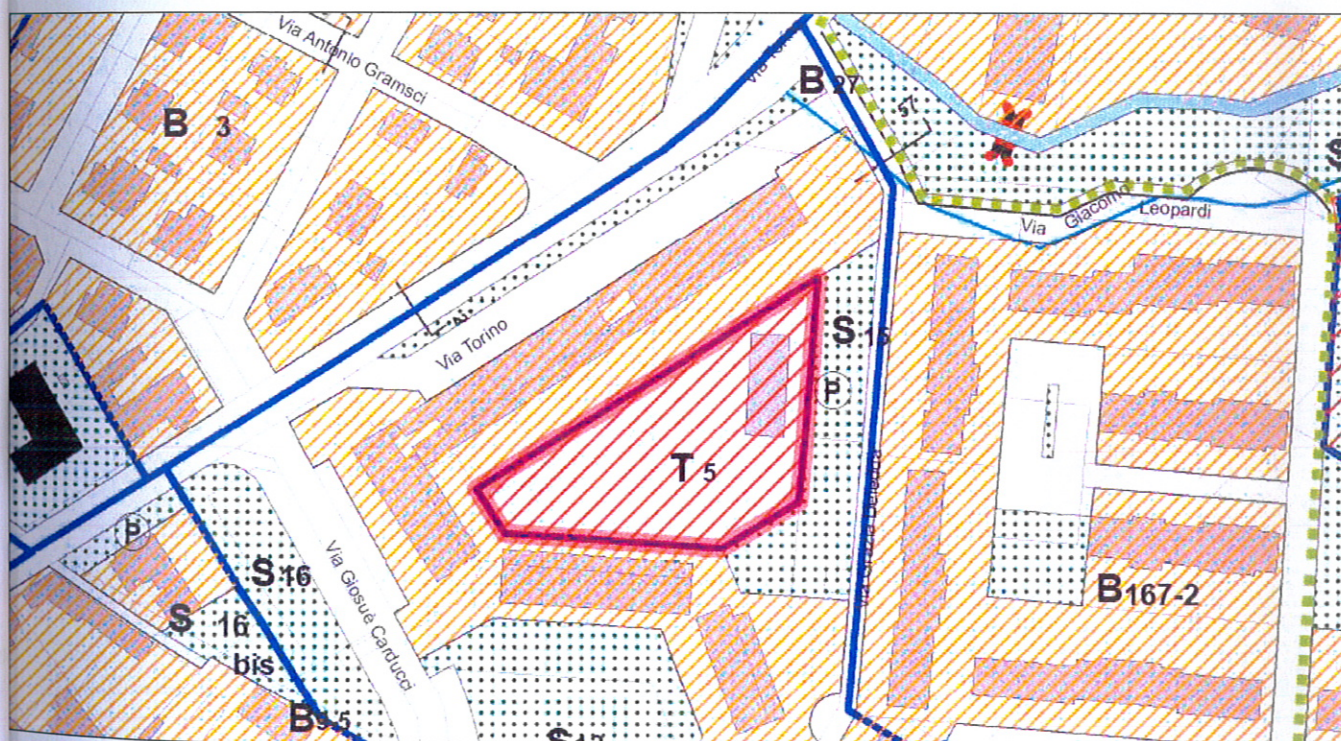 Via Antonio Gramsci
B 3
B 27
57
Via Giacomo Leopardi
Via Torino
S 15
P
T 5
P
S 16
S 16
bis
Via Giosuè Carducci
B 167-2